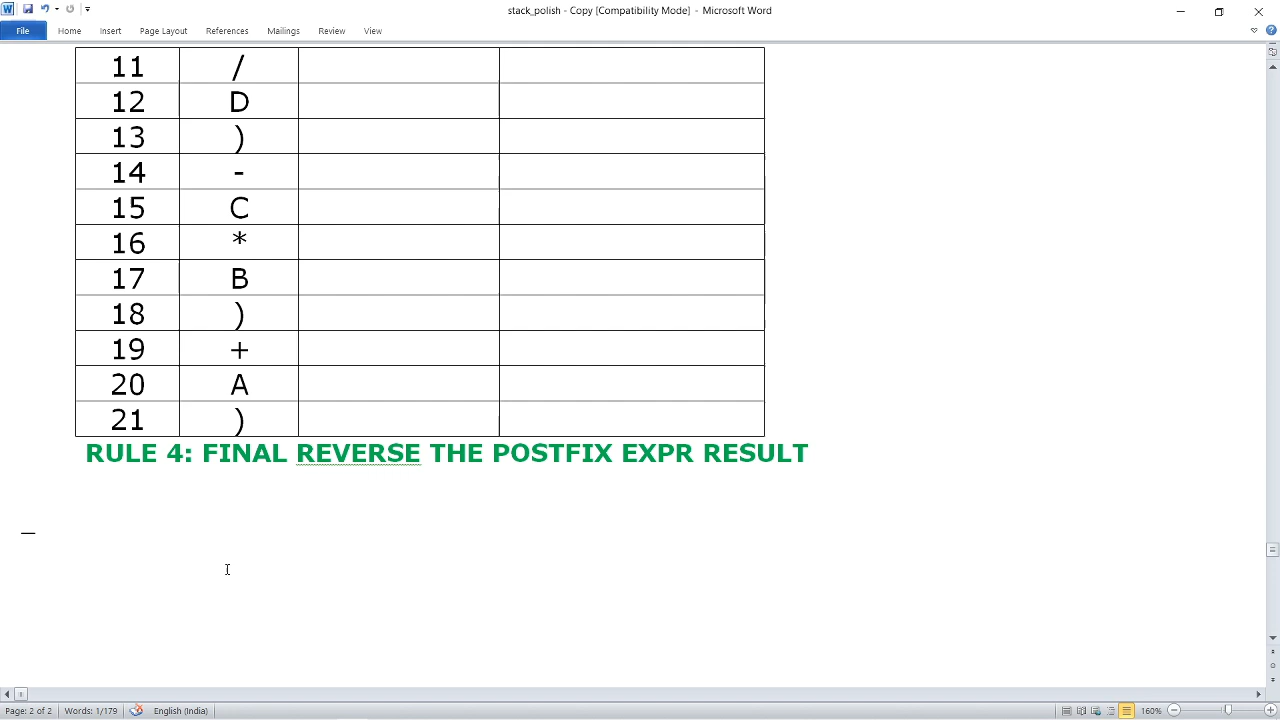 stack_polish - Copy [Compatibility Mode] - Microsoft Word
File Home Insert Page Layout References Mailings Review View
11 /
12 D
13 )
14 -
15 C
16 *
17 B
18 )
19 +
20 A
21 )
RULE 4: FINAL REVERSE THE POSTFIX EXPR RESULT
Page: 2 of 2 Words: 1/179 English (India) 160%